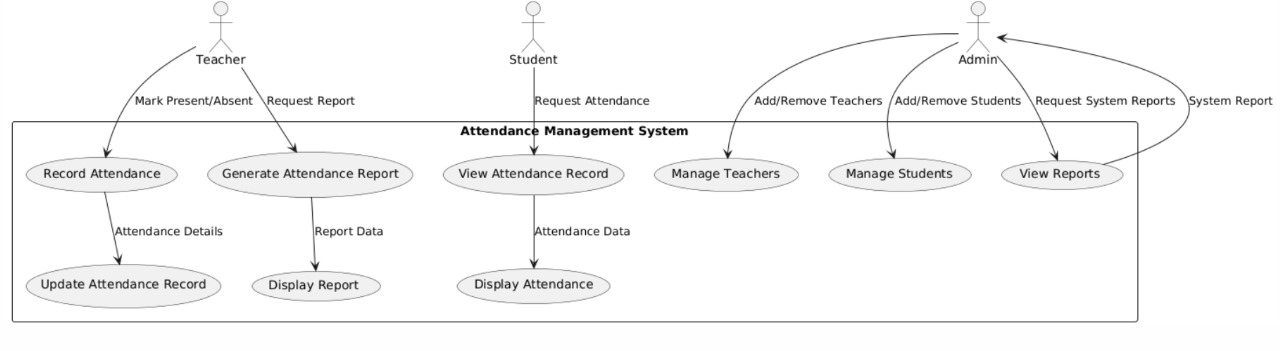 Teacher
Student
Admin
Mark Present/Absent
Request Report
Request Attendance
Add/Remove Teachers
Add/Remove Students
Request System Reports
System Report
Attendance Management System
Record Attendance
Generate Attendance Report
View Attendance Record
Manage Teachers
Manage Students
View Reports
Attendance Details
Report Data
Attendance Data
Update Attendance Record
Display Report
Display Attendance